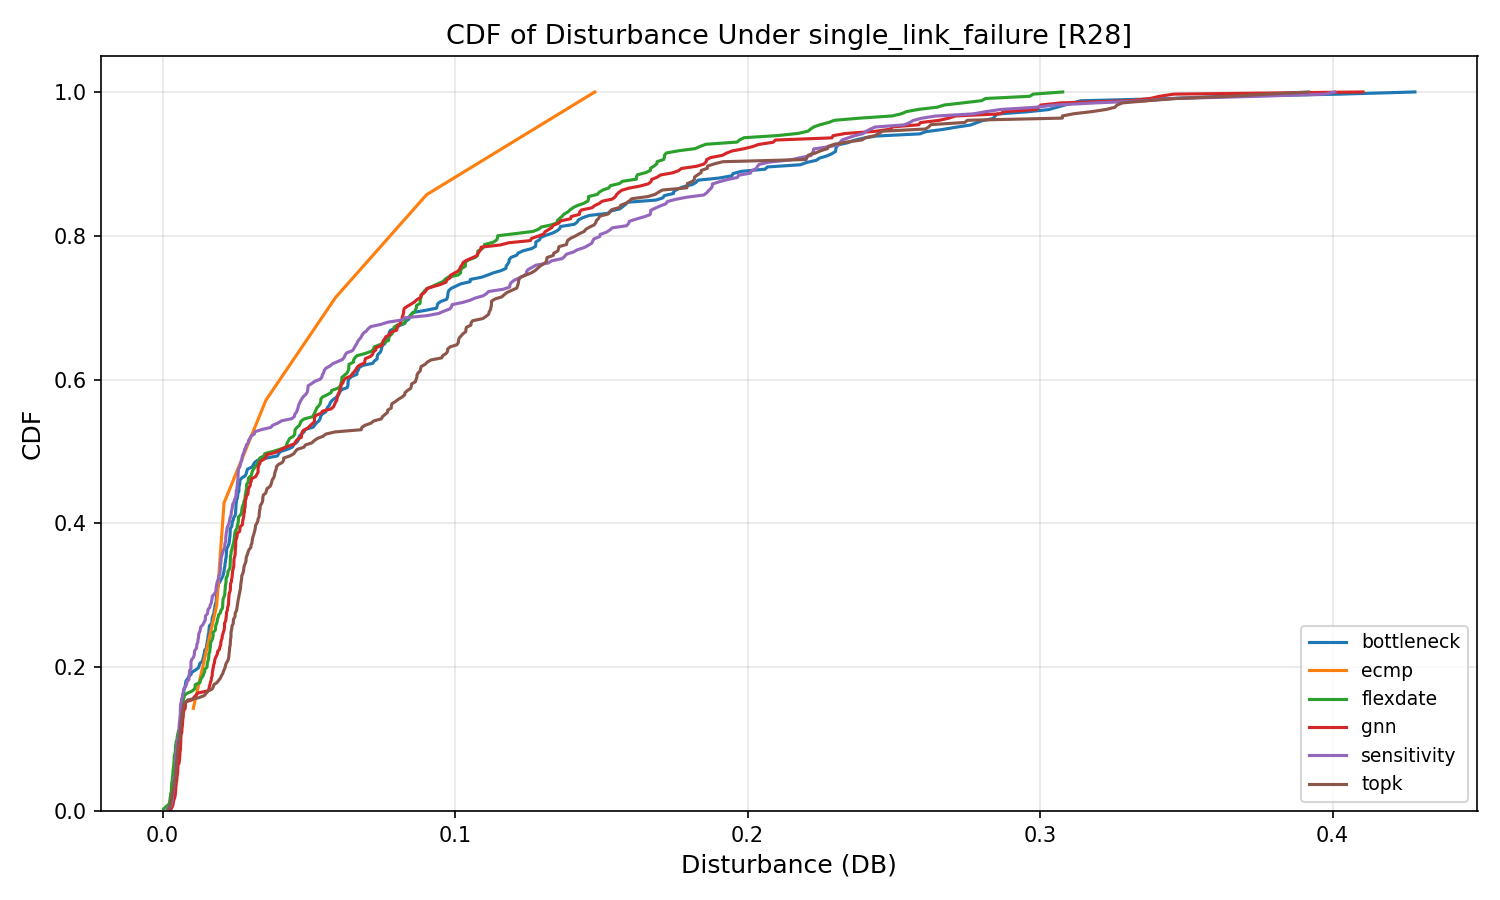 CDF of Disturbance Under single_link_failure [R28]
1.0
0.8
0.6
0.4
0.2
0.0
CDF
0.0 0.1 0.2 0.3 0.4
Disturbance (DB)
bottleneck
ecmp
flexdate
gnn
sensitivity
topk